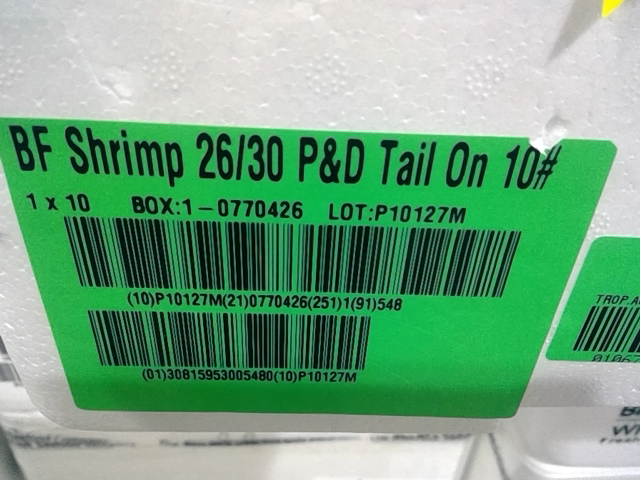 BF Shrimp 26/30 P&D Tail On 10#
1 x 10 BOX:1-0770426 LOT:P10127M
(10)P10127M(21)0770426(251)1(91)548
(01)30815953005480(10)P10127M